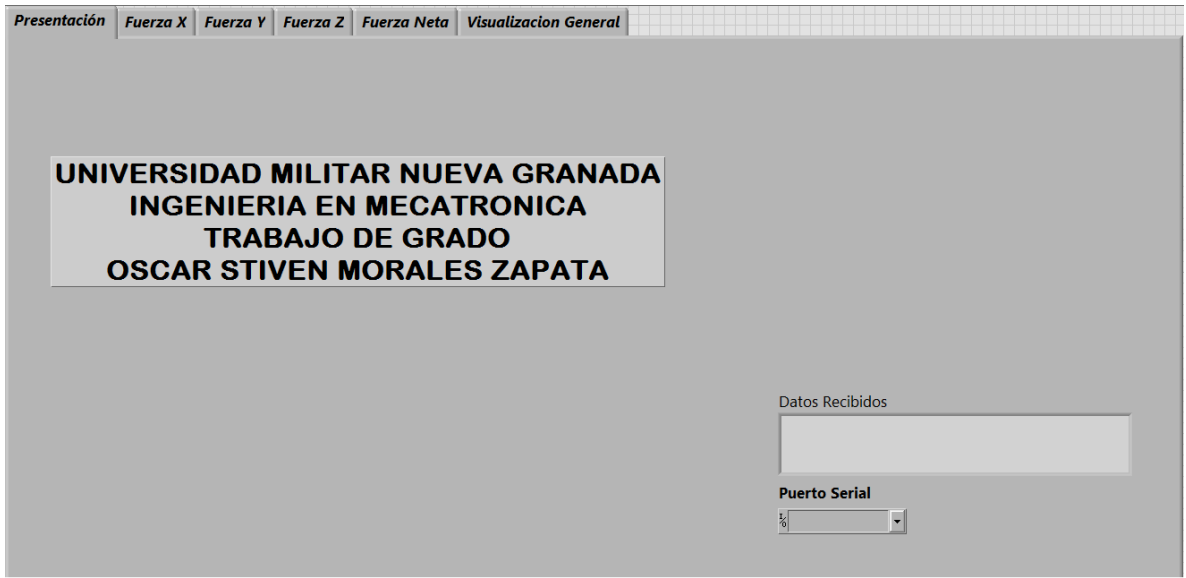 Presentación Fuerza X Fuerza Y Fuerza Z Fuerza Neta Visualizacion General
UNIVERSIDAD MILITAR NUEVA GRANADA
INGENIERIA EN MECATRONICA
TRABAJO DE GRADO
OSCAR STIVEN MORALES ZAPATA
Datos Recibidos
Puerto Serial
I/O